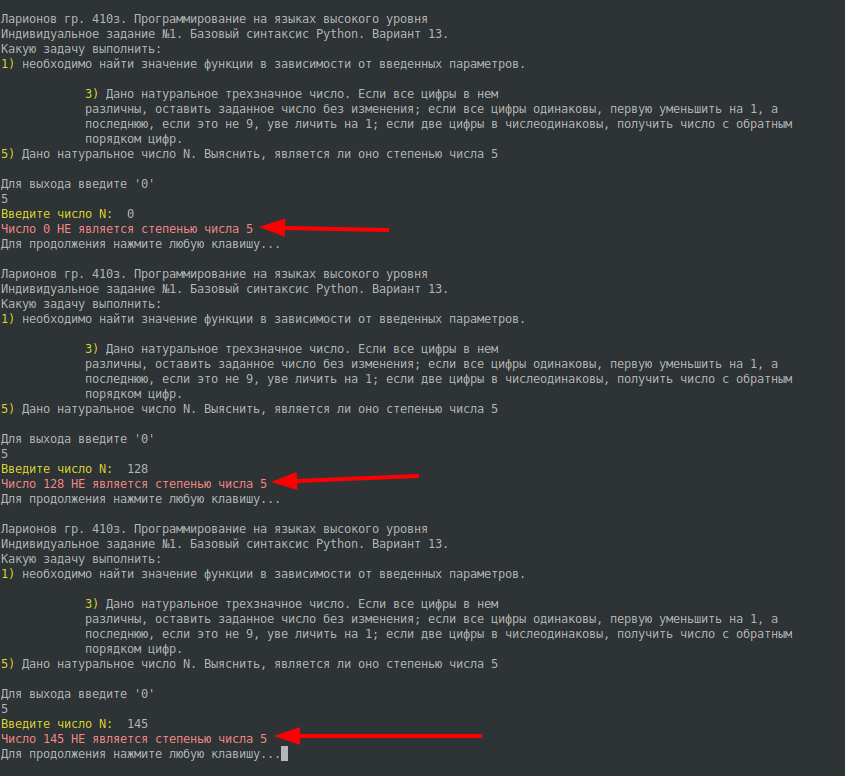 Ларионов гр. 410з. Программирование на языках высокого уровня
Индивидуальное задание №1. Базовый синтаксис Python. Вариант 13.
Какую задачу выполнить:
1) необходимо найти значение функции в зависимости от введенных параметров.
3) Дано натуральное трехзначное число. Если все цифры в нем
различны, оставить заданное число без изменения; если все цифры одинаковы, первую уменьшить на 1, а
последнюю, если это не 9, уве личить на 1; если две цифры в числеодинаковы, получить число с обратным
порядком цифр.
5) Дано натуральное число N. Выяснить, является ли оно степенью числа 5
Для выхода введите '0'
5
Введите число N:  0
Число 0 НЕ является степенью числа 5
Для продолжения нажмите любую клавишу...
Ларионов гр. 410з. Программирование на языках высокого уровня
Индивидуальное задание №1. Базовый синтаксис Python. Вариант 13.
Какую задачу выполнить:
1) необходимо найти значение функции в зависимости от введенных параметров.
3) Дано натуральное трехзначное число. Если все цифры в нем
различны, оставить заданное число без изменения; если все цифры одинаковы, первую уменьшить на 1, а
последнюю, если это не 9, уве личить на 1; если две цифры в числеодинаковы, получить число с обратным
порядком цифр.
5) Дано натуральное число N. Выяснить, является ли оно степенью числа 5
Для выхода введите '0'
5
Введите число N:  128
Число 128 НЕ является степенью числа 5
Для продолжения нажмите любую клавишу...
Ларионов гр. 410з. Программирование на языках высокого уровня
Индивидуальное задание №1. Базовый синтаксис Python. Вариант 13.
Какую задачу выполнить:
1) необходимо найти значение функции в зависимости от введенных параметров.
3) Дано натуральное трехзначное число. Если все цифры в нем
различны, оставить заданное число без изменения; если все цифры одинаковы, первую уменьшить на 1, а
последнюю, если это не 9, уве личить на 1; если две цифры в числеодинаковы, получить число с обратным
порядком цифр.
5) Дано натуральное число N. Выяснить, является ли оно степенью числа 5
Для выхода введите '0'
5
Введите число N:  145
Число 145 НЕ является степенью числа 5
Для продолжения нажмите любую клавишу...